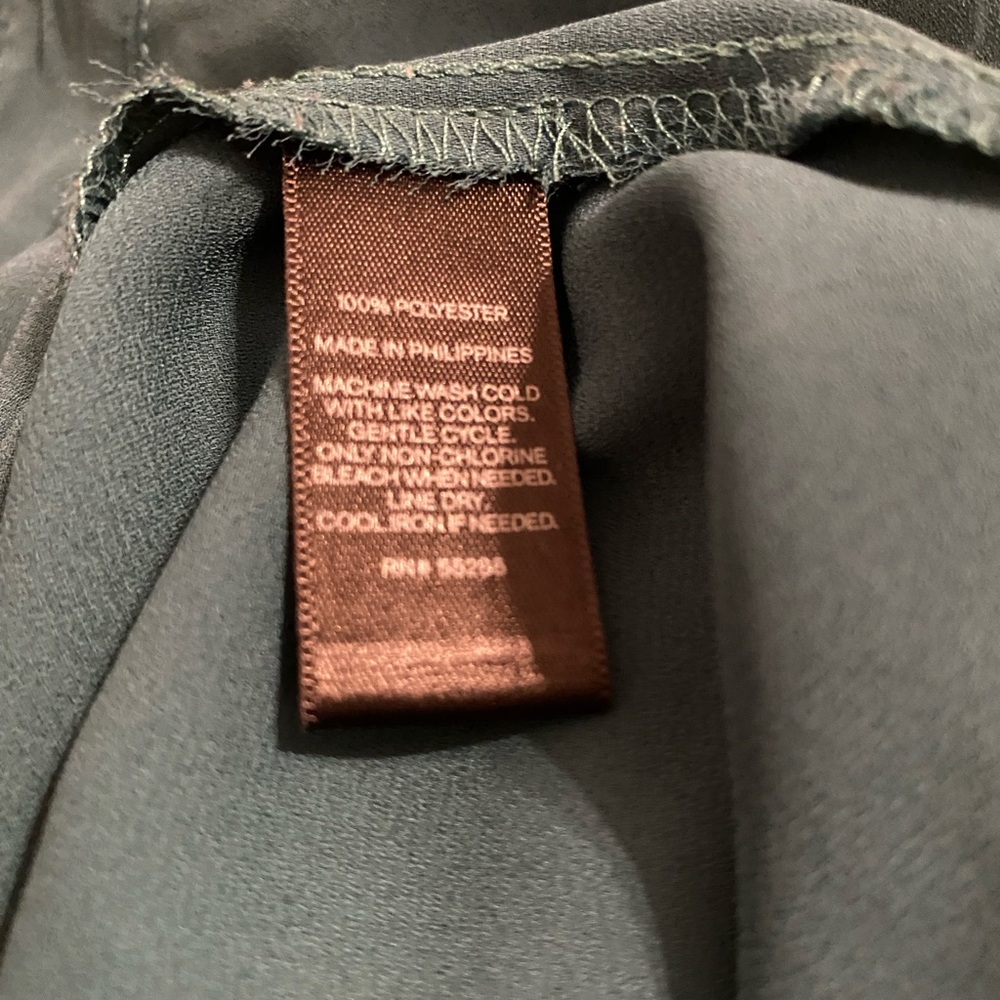 100% POLYESTER
MADE IN PHILIPPINES
MACHINE WASH COLD
WITH LIKE COLORS.
GENTLE CYCLE.
ONLY NON-CHLORINE
BLEACH WHEN NEEDED.
LINE DRY.
COOL IRON IF NEEDED.
RN#